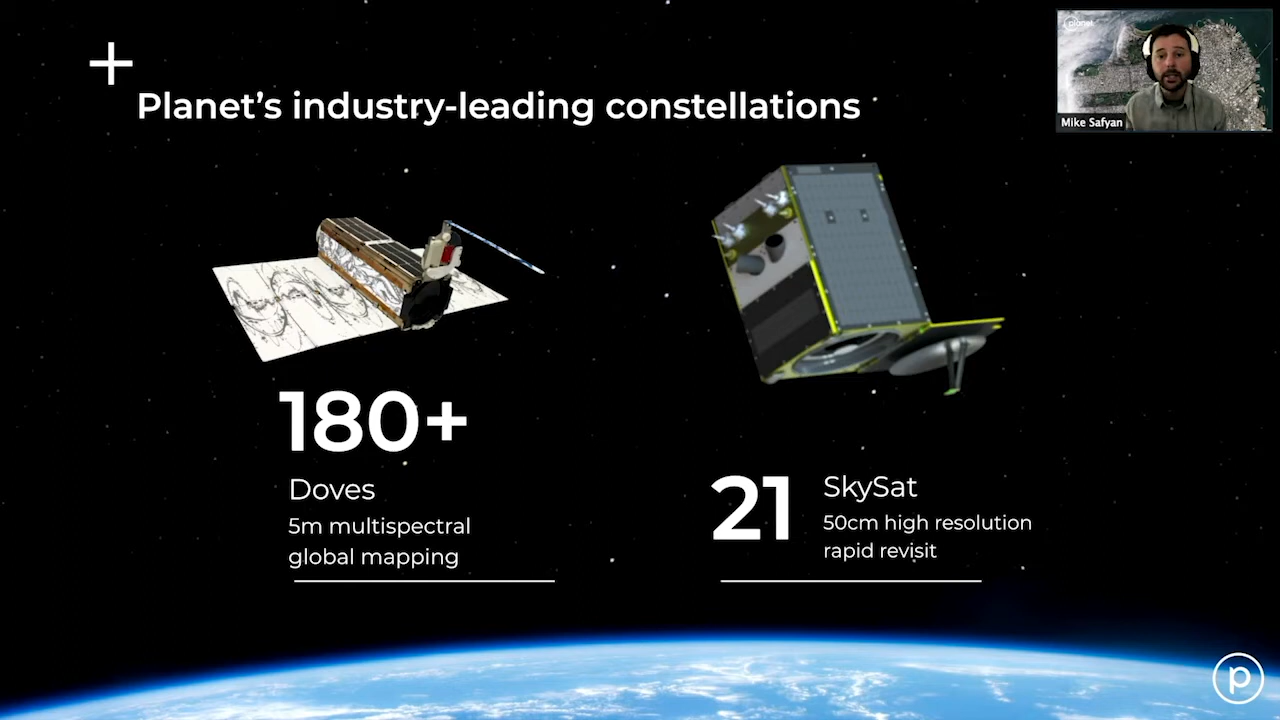 Planet's industry-leading constellations
planet
Mike Safyan
180+
Doves
5m multispectral
global mapping
21
SkySat
50cm high resolution
rapid revisit
p